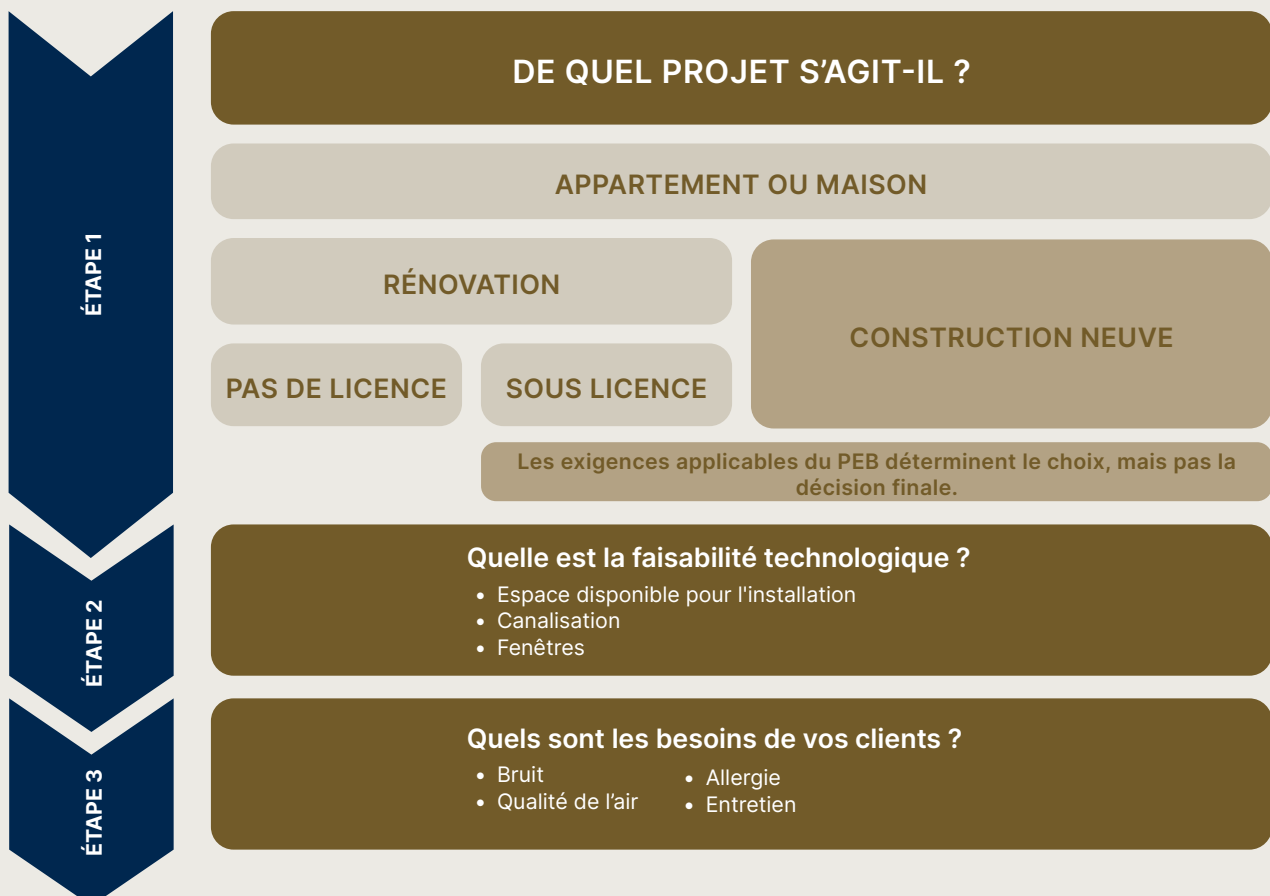 DE QUEL PROJET S’AGIT-IL ?
APPARTEMENT OU MAISON
ÉTAPE 1
RÉNOVATION
CONSTRUCTION NEUVE
PAS DE LICENCE
SOUS LICENCE
Les exigences applicables du PEB déterminent le choix, mais pas la
décision finale.
ÉTAPE 2
Quelle est la faisabilité technologique ?
• Espace disponible pour l'installation
• Canalisation
• Fenêtres
ÉTAPE 3
Quels sont les besoins de vos clients ?
• Bruit
• Qualité de l’air
• Allergie
• Entretien